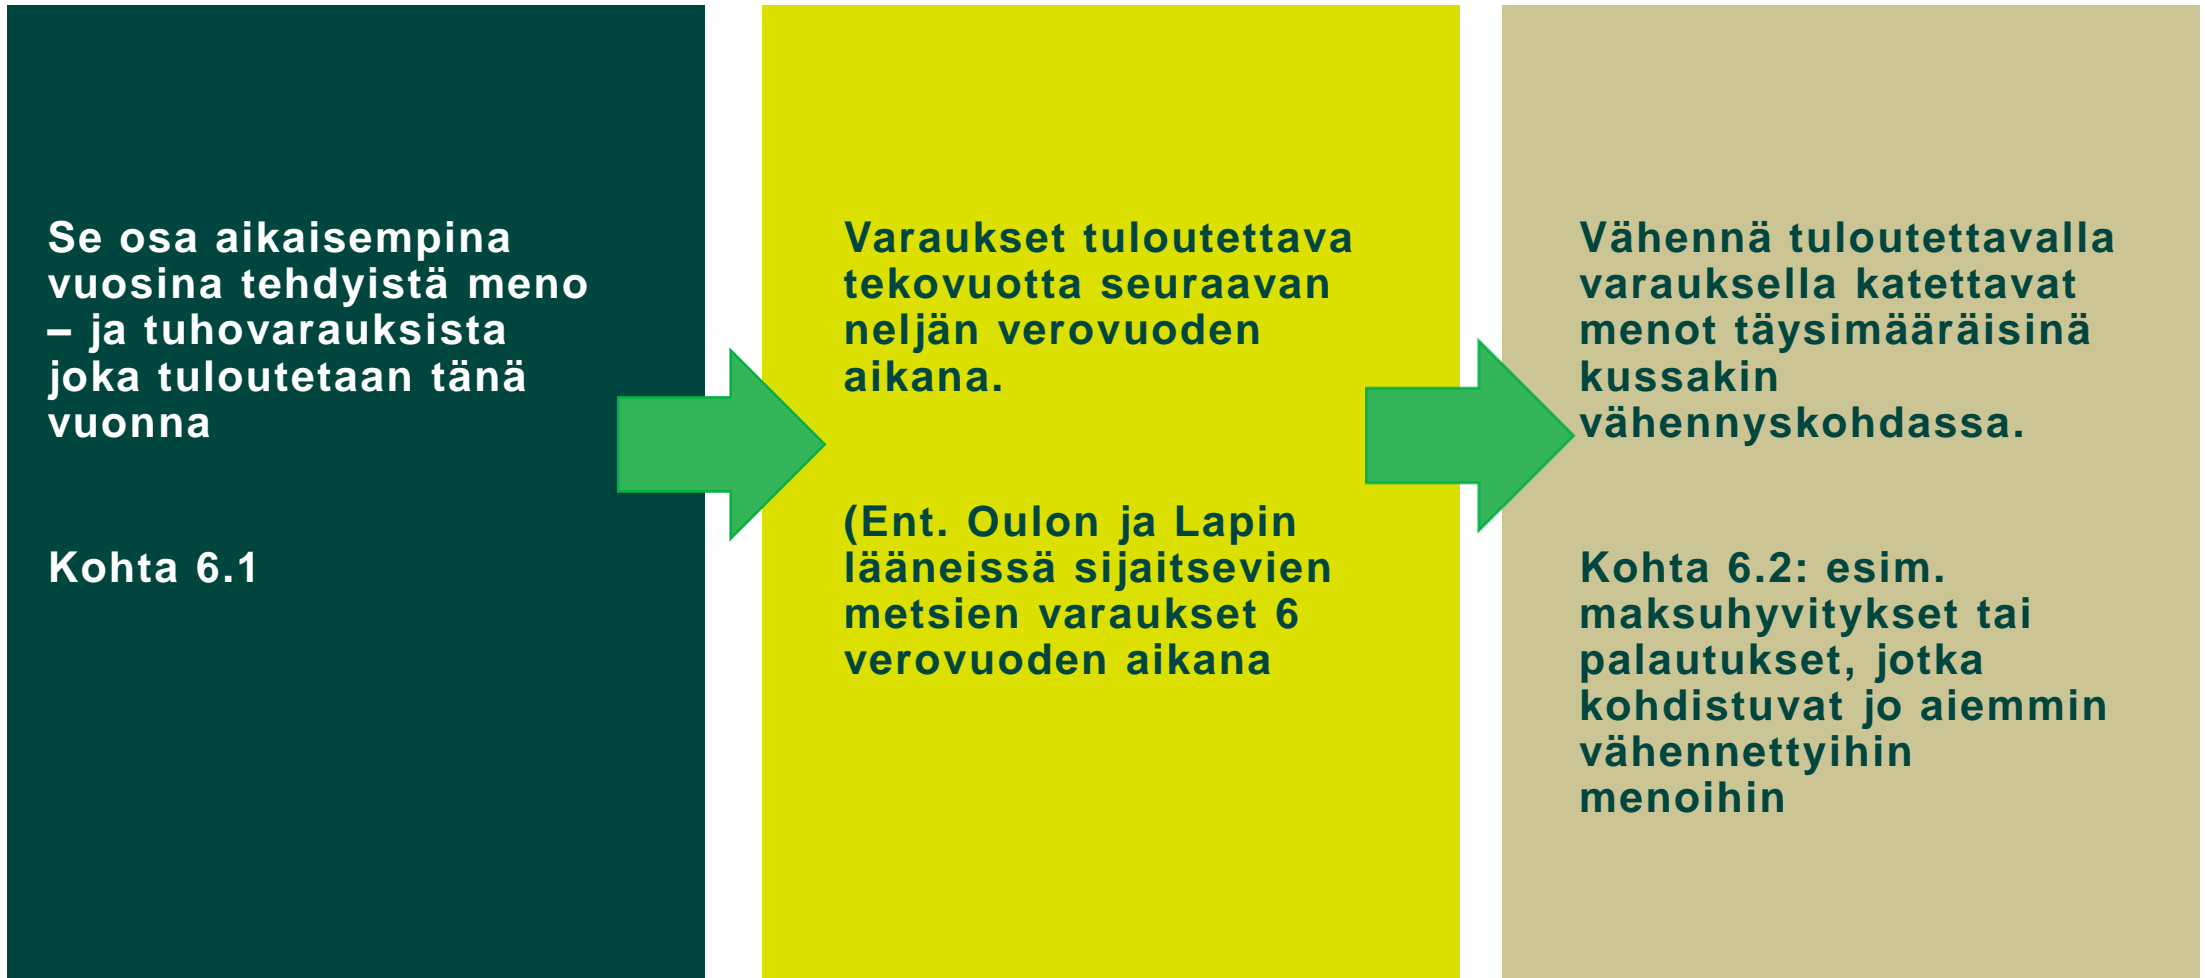 Se osa aikaisempina
vuosina tehdyistä meno
– ja tuhovarauksista
joka tuloutetaan tänä
vuonna
Kohta 6.1
Varaukset tuloutettava
tekovuotta seuraavan
neljän verovuoden
aikana.
(Ent. Oulon ja Lapin
lääneissä sijaitsevien
metsien varaukset 6
verovuoden aikana
Vähennä tuloutettavalla
varauksella katettavat
menot täysimääräisinä
kussakin
vähennyskohdassa.
Kohta 6.2: esim.
maksuhyvitykset tai
palautukset, jotka
kohdistuvat jo aiemmin
vähennettyihin
menoihin